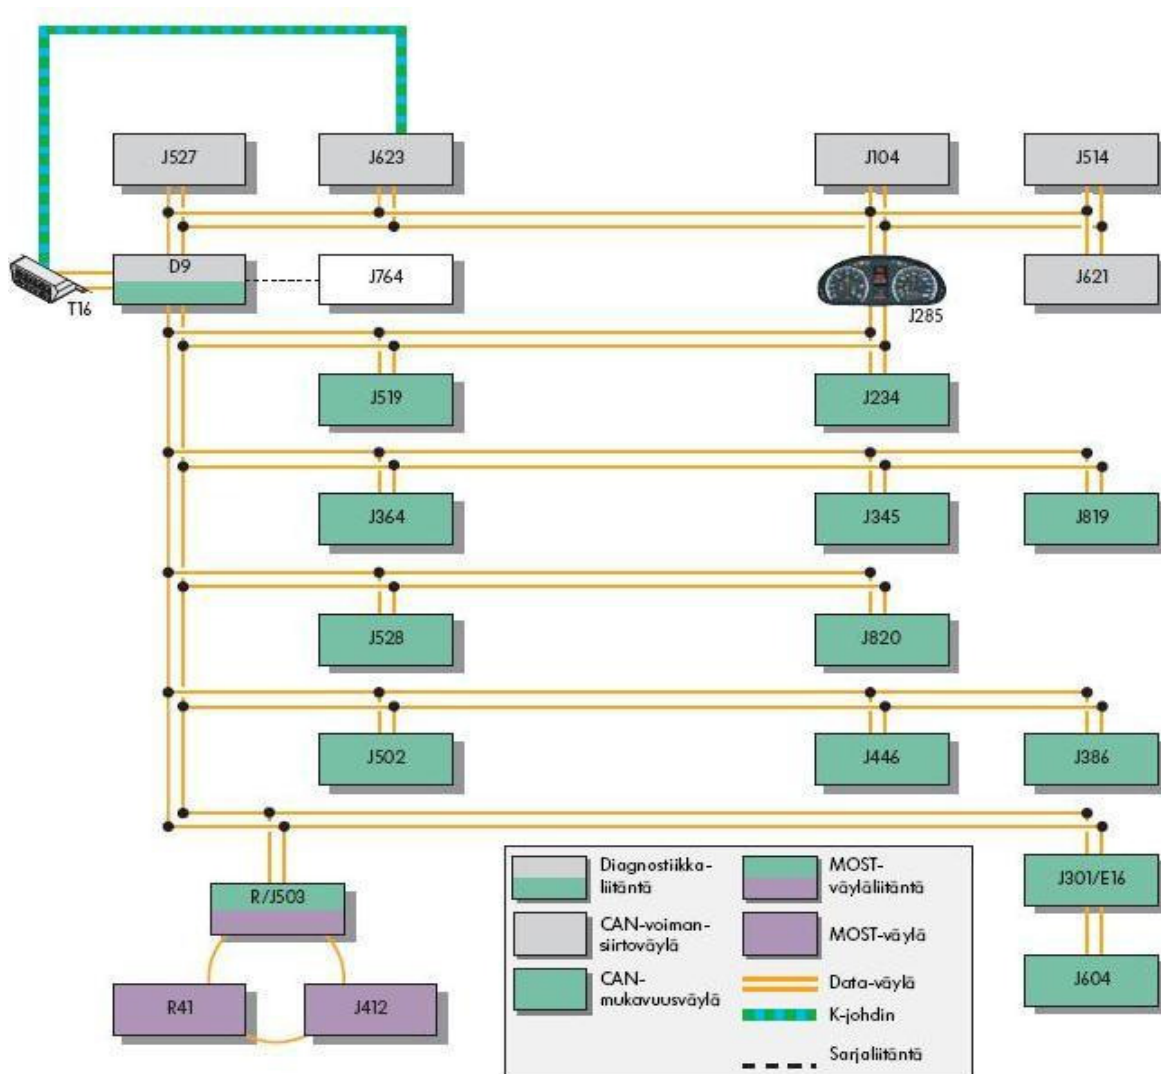 J527
J623
J104
J514
D9
J764
J621
T16
J285
J519
J234
J364
J345
J819
J528
J820
J502
J446
J386
R/J503
J301/E16
R41
J412
J604
Diagnostiikka-
liitäntä
CAN-voiman-
siirtoväylä
CAN-
mukavuusväylä
MOST-
väyläliitäntä
MOST-väylä
Data-väylä
K-johdin
Sarjaliitäntä